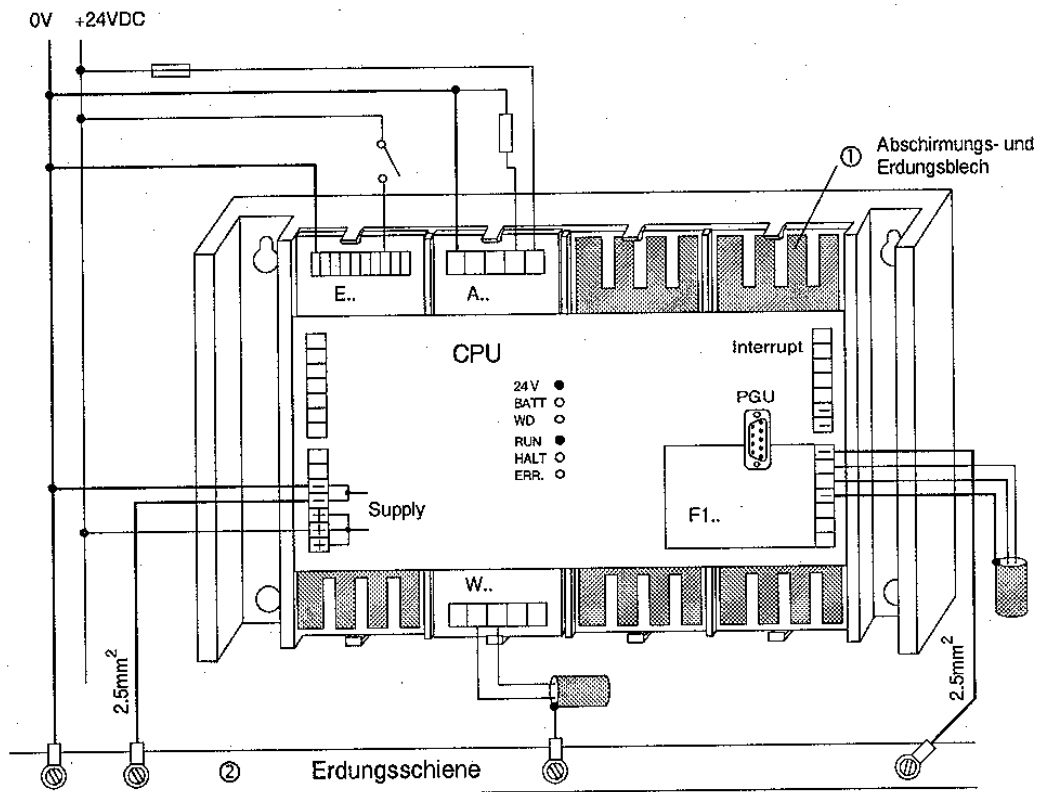 0V +24VDC
① Abschirmungs- und
Erdungsblech
E..
A..
CPU
Interrupt
24V
BATT
WD
RUN
HALT
ERR.
PGU
Supply
F1..
W..
2.5mm²
2.5mm²
② Erdungsschiene